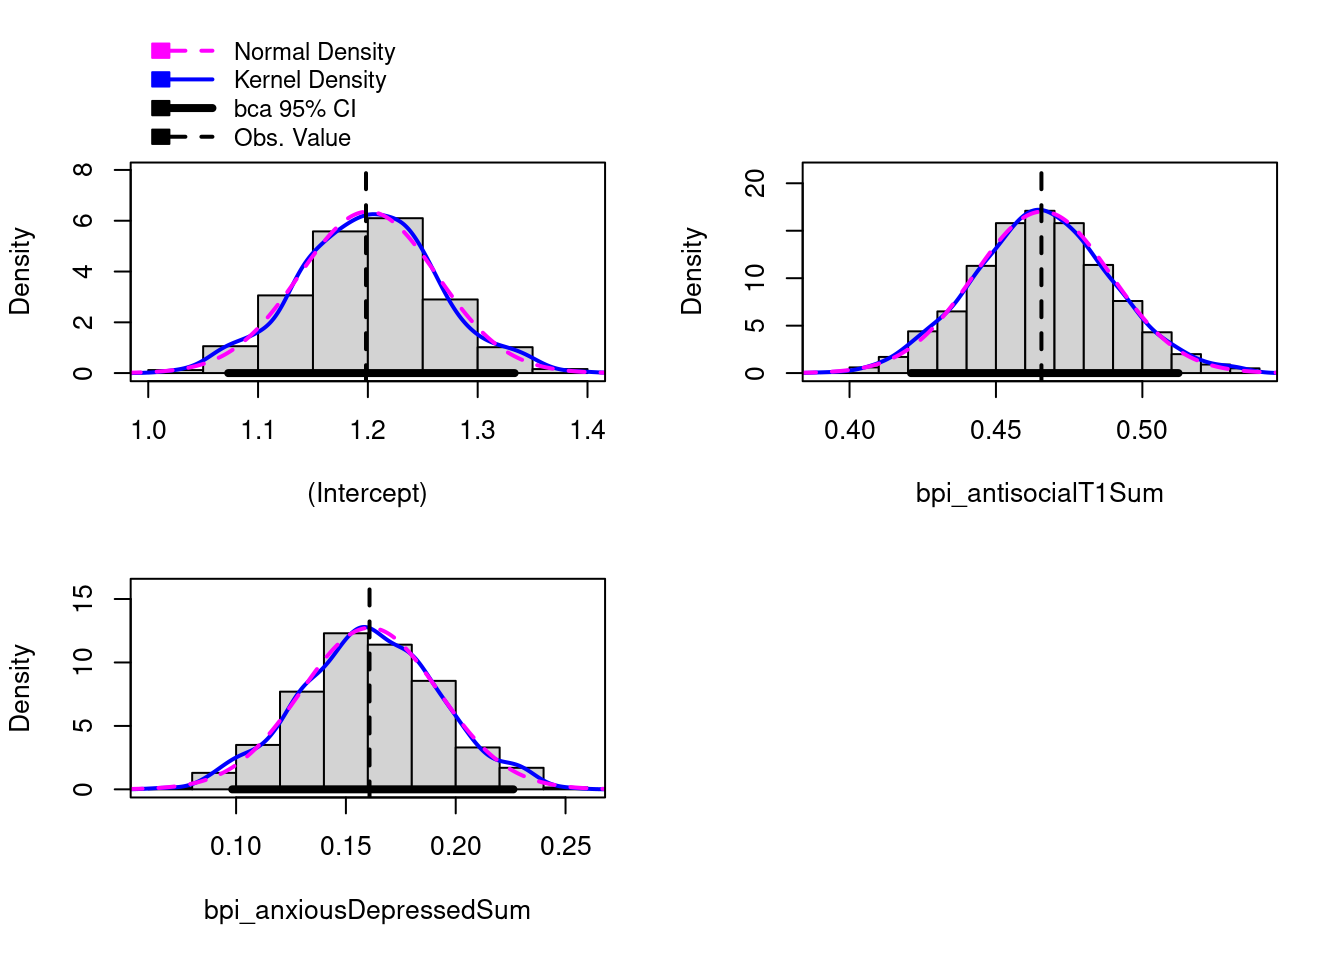 Normal Density
Kernel Density
bca 95% CI
Obs. Value
Density
0 2 4 6 8
1.0 1.1 1.2 1.3 1.4
(Intercept)
Density
0 5 10 20
0.40 0.45 0.50
bpi_antisocialT1Sum
Density
0 5 10 15
0.10 0.15 0.20 0.25
bpi_anxiousDepressedSum